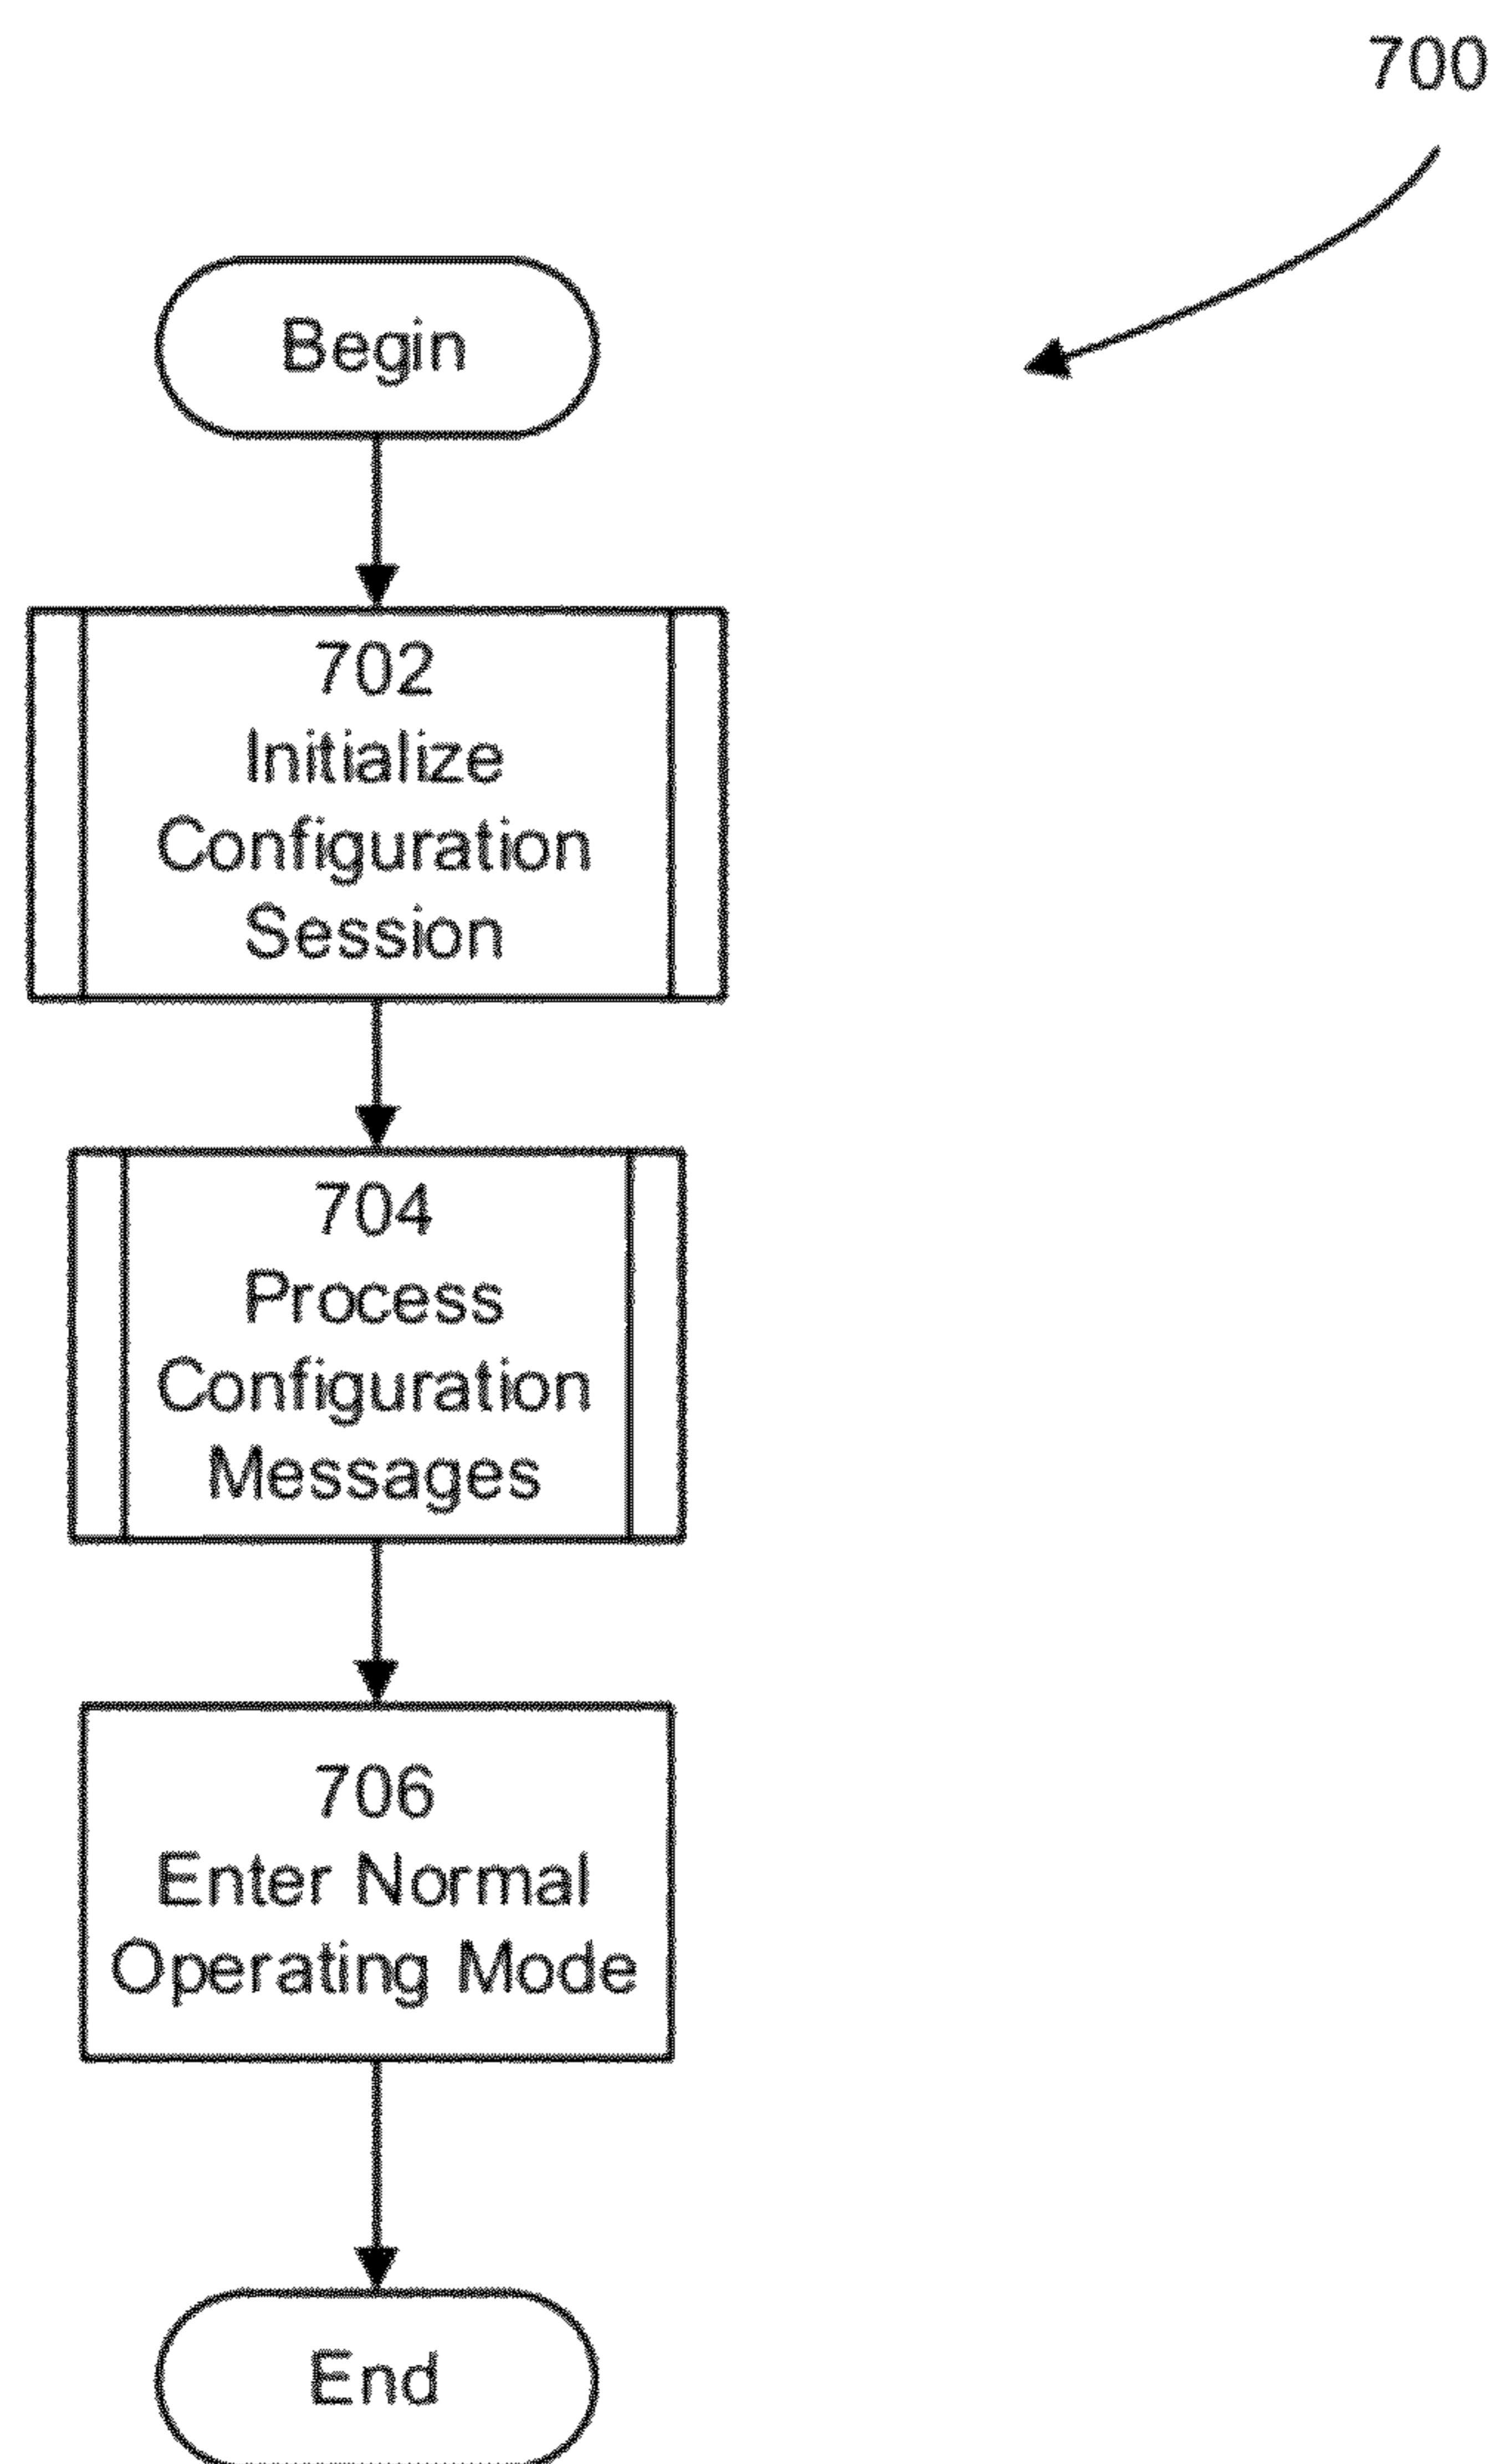 700
Begin
702
Initialize
Configuration
Session
704
Process
Configuration
Messages
706
Enter Normal
Operating Mode
End